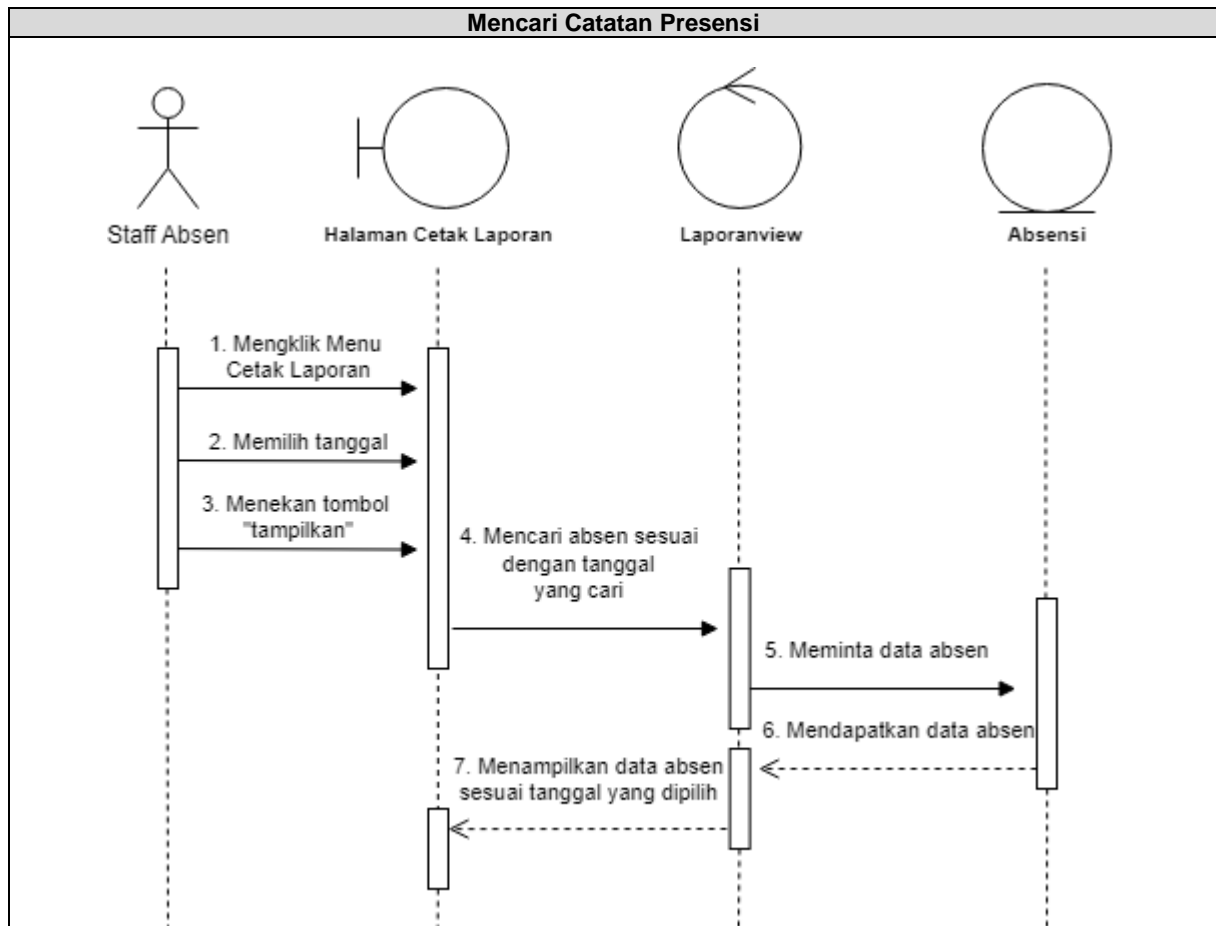 Mencari Catatan Presensi
Staff Absen
Halaman Cetak Laporan
Laporanview
Absensi
1. Mengklik Menu
Cetak Laporan
2. Memilih tanggal
3. Menekan tombol
"tampilkan"
4. Mencari absen sesuai
dengan tanggal
yang cari
5. Meminta data absen
6. Mendapatkan data absen
7. Menampilkan data absen
sesuai tanggal yang dipilih